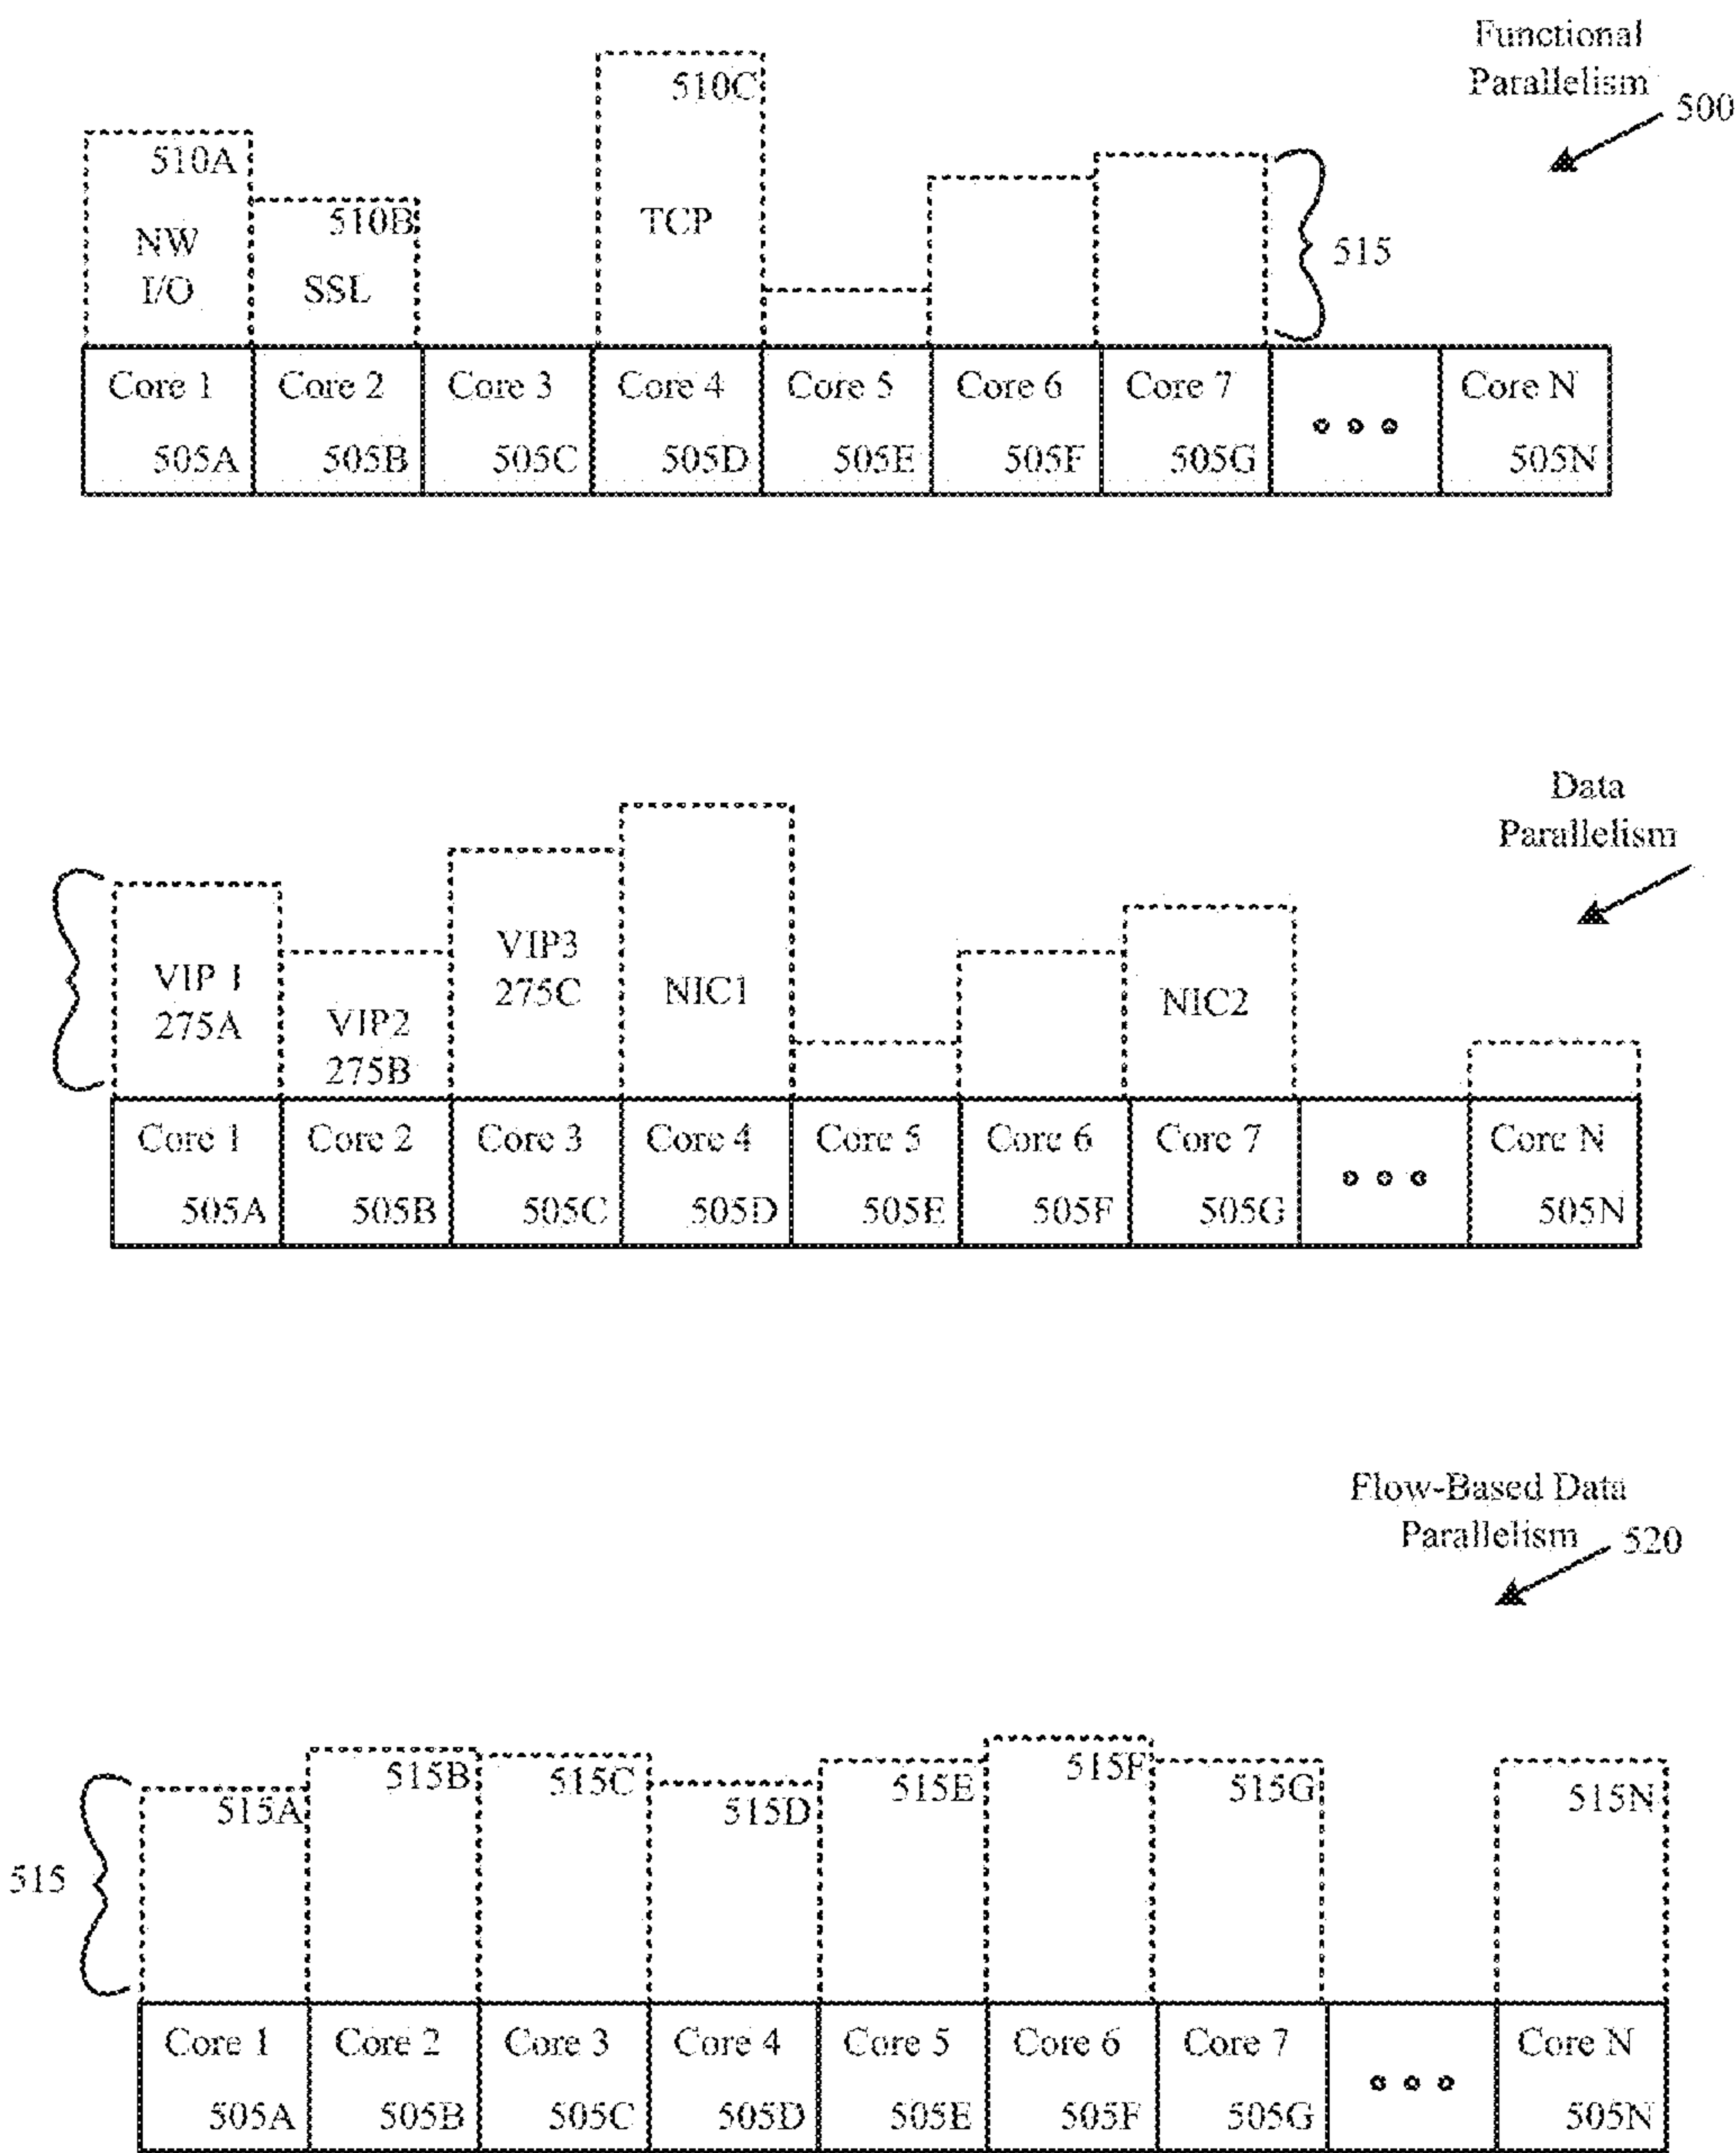 Functional
Parallelism
500
510A
NW
I/O
510B
SSL
510C
TCP
515
Core 1
505A
Core 2
505B
Core 3
505C
Core 4
505D
Core 5
505E
Core 6
505F
Core 7
505G
Core N
505N
Data
Parallelism
VIP 1
275A
VIP2
275B
VIP3
275C
NIC1
NIC2
Core 1
505A
Core 2
505B
Core 3
505C
Core 4
505D
Core 5
505E
Core 6
505F
Core 7
505G
Core N
505N
Flow-Based Data
Parallelism
520
515
515A
515B
515C
515D
515E
515F
515G
515N
Core 1
505A
Core 2
505B
Core 3
505C
Core 4
505D
Core 5
505E
Core 6
505F
Core 7
505G
Core N
505N